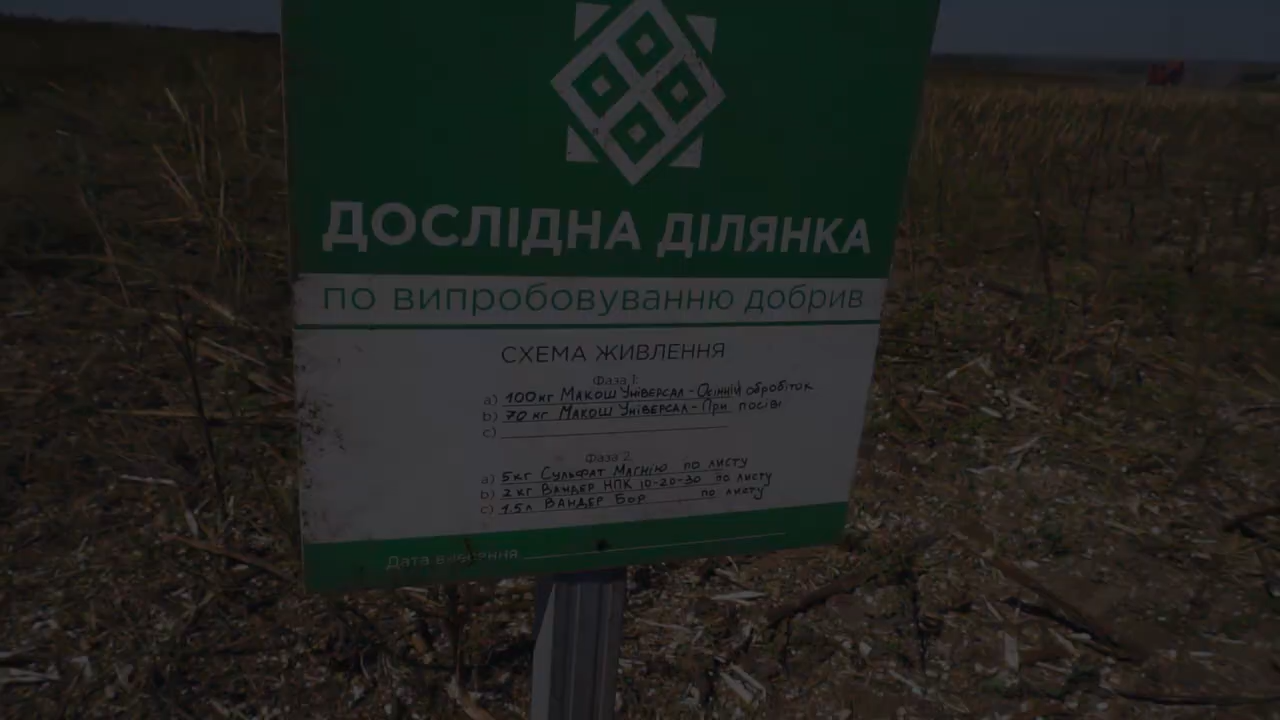 ДОСЛІДНА ДІЛЯНКА
по випробовуванню добрив
СХЕМА ЖИВЛЕННЯ
Фаза 1:
a) 100кг Макош Універсал - Осінній обробіток
b) 70 кг Макош Універсал - При посіві
c)
Фаза 2
a) 5кг Сульфат Магнію по листу
b) 2 кг Вандер НПК 10-20-30 по листу
c) 1.5л Вандер Бор по листу
Дата внесення